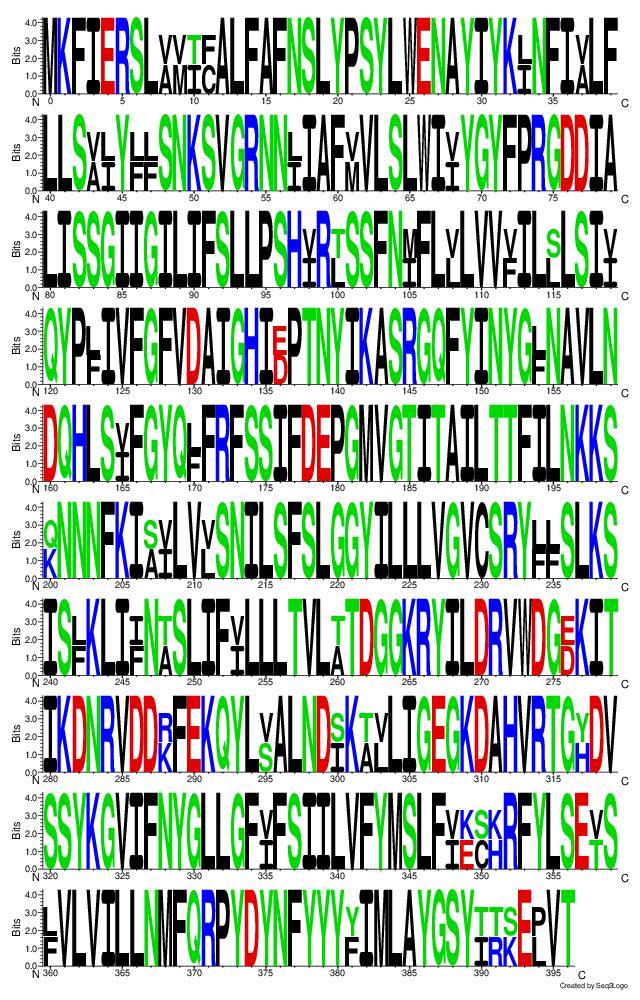 Bits 4.0 3.0 2.0 1.0 0.0
MKFIERSLVVTFALFAFNSLYPSYLWENAYIYKLNFIVLF
AMIC I A
N 0 5 10 15 20 25 30 35 C
Bits 4.0 3.0 2.0 1.0 0.0
LLSVLYLLSNKSVGRNNLIAFVVLSLWIVYGYFPRGDDIA
AI FF I M I
N 40 45 50 55 60 65 70 75 C
Bits 4.0 3.0 2.0 1.0 0.0
LISSGIIGILIFSLLPSHVRTSSFNMFLVLVVVILSLSIV
I L I L F L I
N 80 85 90 95 100 105 110 115 C
Bits 4.0 3.0 2.0 1.0 0.0
QYPLIVFGFVDAIGHIEPTNYIKASRGQFYINYGLNAVLN
F D I
N 120 125 130 135 140 145 150 155 C
Bits 4.0 3.0 2.0 1.0 0.0
DQHLSVFGYQLFRFSSIFDEPGMVGTITAILTTFILNKKS
I F
N 160 165 170 175 180 185 190 195 C
Bits 4.0 3.0 2.0 1.0 0.0
QNNNFKISVLVVSNILSFSLGGYILLLVGVCSRYLLSLKS
K AI I FF
N 200 205 210 215 220 225 230 235 C
Bits 4.0 3.0 2.0 1.0 0.0
ISLKLIINTSLIFVLLLTVLTTDGGKRYILDRVWDGEKIT
F F A I A D
N 240 245 250 255 260 265 270 275 C
Bits 4.0 3.0 2.0 1.0 0.0
IKDNRVDDRFEKQYLVALNDSKTVLIGEGKDAHVRTGYDV
K S I AL H
N 280 285 290 295 300 305 310 315 C
Bits 4.0 3.0 2.0 1.0 0.0
SSYKGVIFNYGLLGFVFSIILVFYMSLFVKSKRFYLSEVS
I IECH T
N 320 325 330 335 340 345 350 355 C
Bits 4.0 3.0 2.0 1.0 0.0
LVLVILLNMFQRPYDYNFYYYYIMLAYGSYTTSEPVT
F F IRK L
N 360 365 370 375 380 385 390 395 C
Created by Seq2Logo